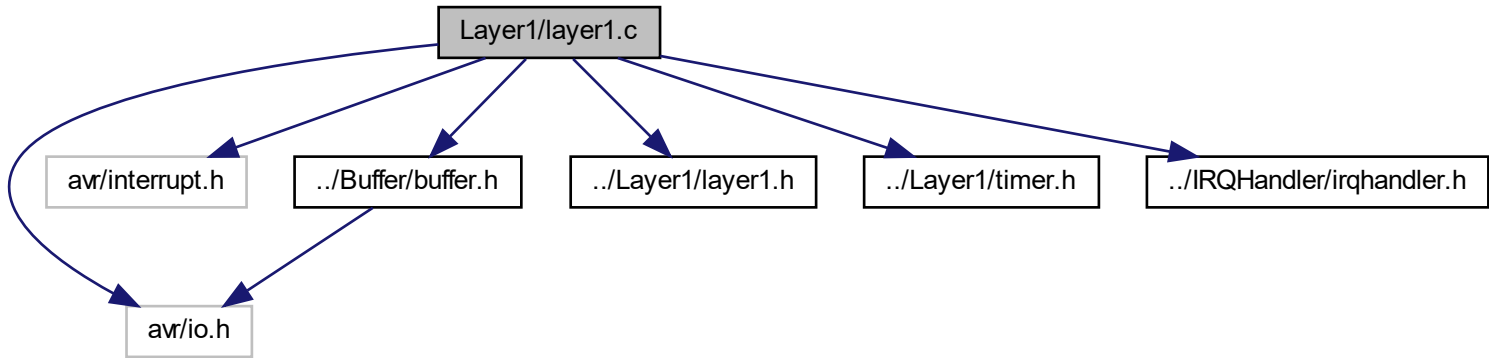 Layer1/layer1.c
avr/interrupt.h
../Buffer/buffer.h
../Layer1/layer1.h
../Layer1/timer.h
../IRQHandler/irqhandler.h
avr/io.h